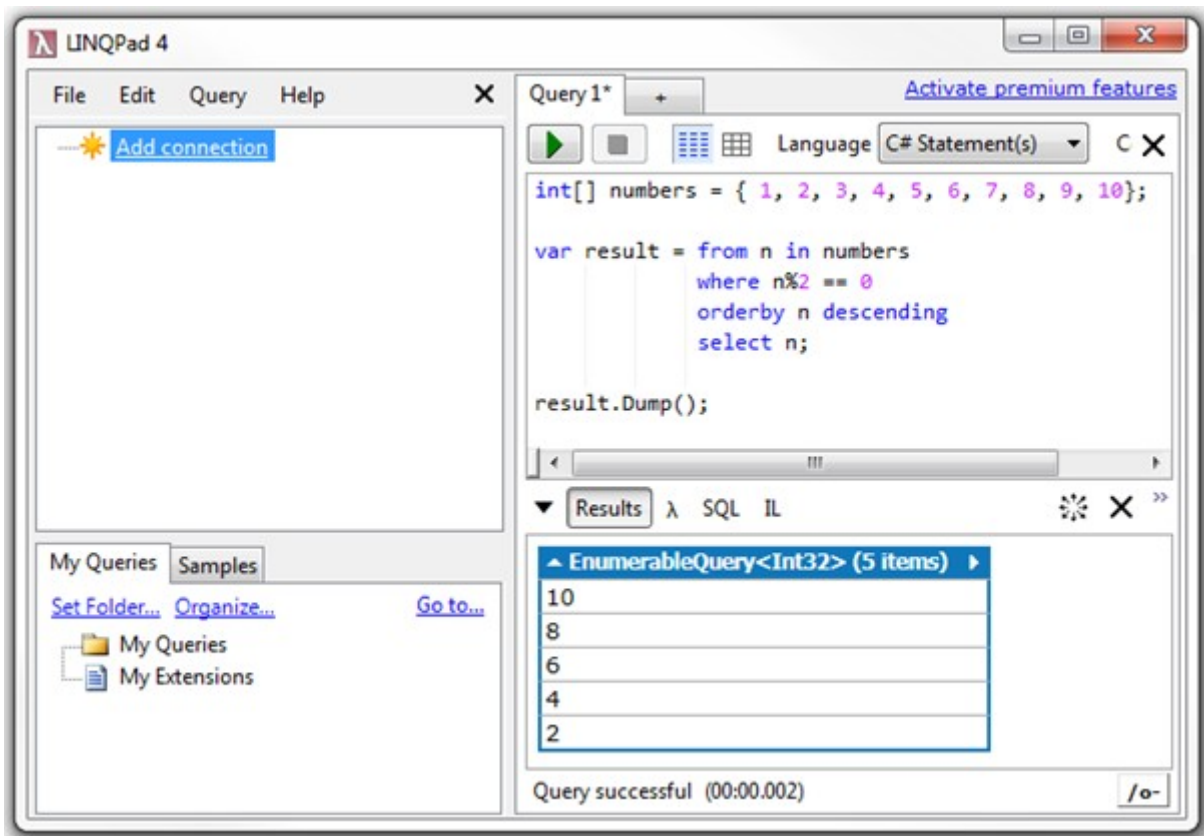 LINQPad 4
File Edit Query Help
Add connection
My Queries Samples
Set Folder... Organize... Go to...
My Queries
My Extensions
Query 1* + Activate premium features
Language C# Statement(s) C
int[] numbers = { 1, 2, 3, 4, 5, 6, 7, 8, 9, 10};
var result = from n in numbers
where n%2 == 0
orderby n descending
select n;
result.Dump();
Results λ SQL IL
EnumerableQuery<Int32> (5 items)
10
8
6
4
2
Query successful (00:00.002) /o-